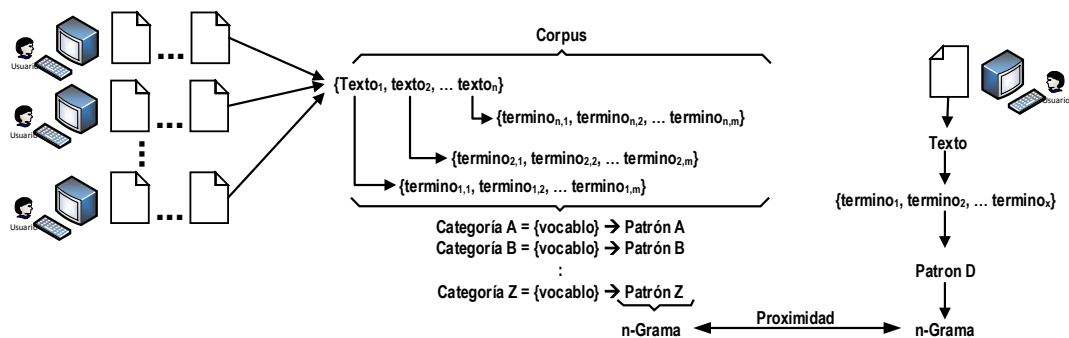 Usuario
Usuario
Usuario
...
...
...
Corpus
{Texto1, texto2, ... texton}
{terminon,1, terminon,2, ... terminon,m}
{termino2,1, termino2,2, ... termino2,m}
{termino1,1, termino1,2, ... termino1,m}
Categoría A = {vocablo} → Patrón A
Categoría B = {vocablo} → Patrón B
:
Categoría Z = {vocablo} → Patrón Z
n-Grama
Proximidad
Usuario
Texto
{termino1, termino2, ... terminox}
Patron D
n-Grama